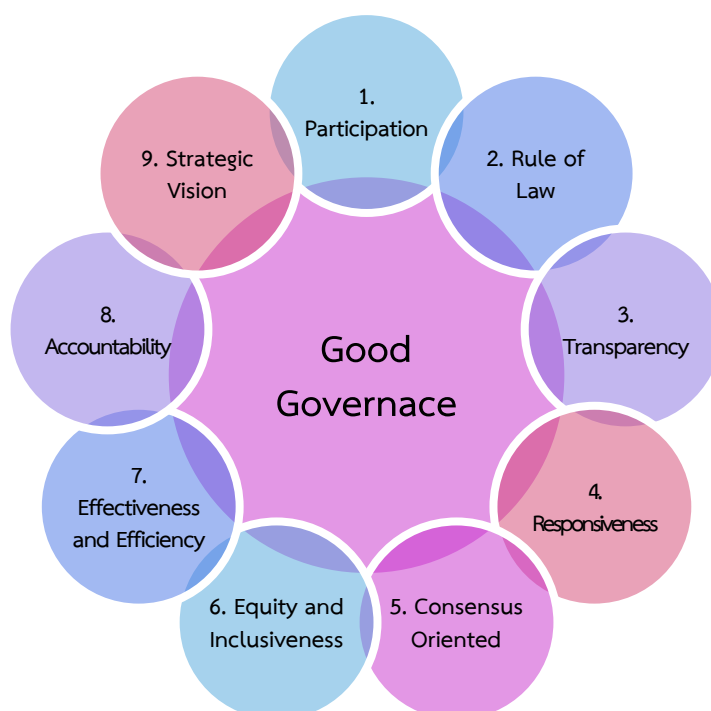 Good
Governace
1.
Participation
2. Rule of
Law
3.
Transparency
4.
Responsiveness
5. Consensus
Oriented
6. Equity and
Inclusiveness
7.
Effectiveness
and Efficiency
8.
Accountability
9. Strategic
Vision